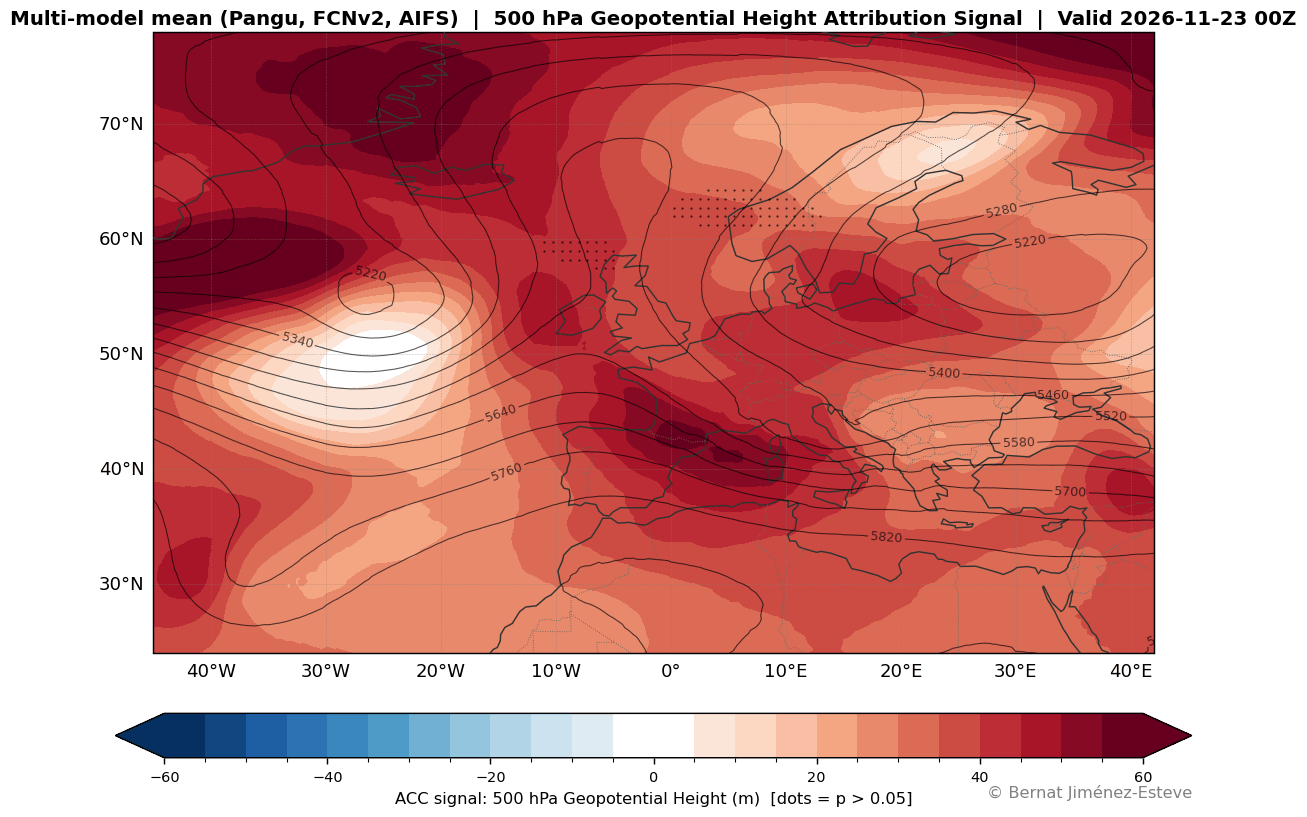 Multi-model mean (Pangu, FCNv2, AIFS) | 500 hPa Geopotential Height Attribution Signal | Valid 2026-11-23 00Z
70°N
60°N
50°N
40°N
30°N
5280
5220
5220
5340
5400
5460
5640
5520
5580
5760
5700
5820
40°W 30°W 20°W 10°W 0° 10°E 20°E 30°E 40°E
−60 −40 −20 0 20 40 60
ACC signal: 500 hPa Geopotential Height (m) [dots = p > 0.05]
© Bernat Jiménez-Esteve